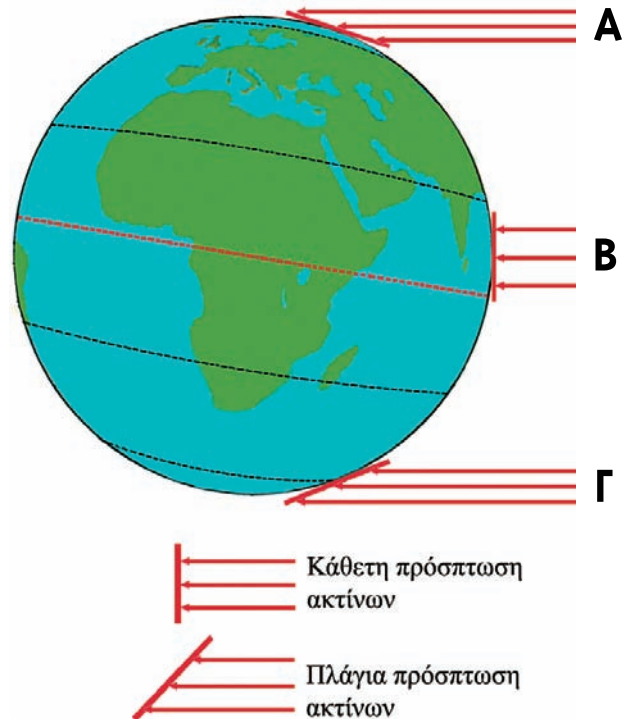 Α
Β
Γ
Κάθετη πρόσπτωση
ακτίνων
Πλάγια πρόσπτωση
ακτίνων